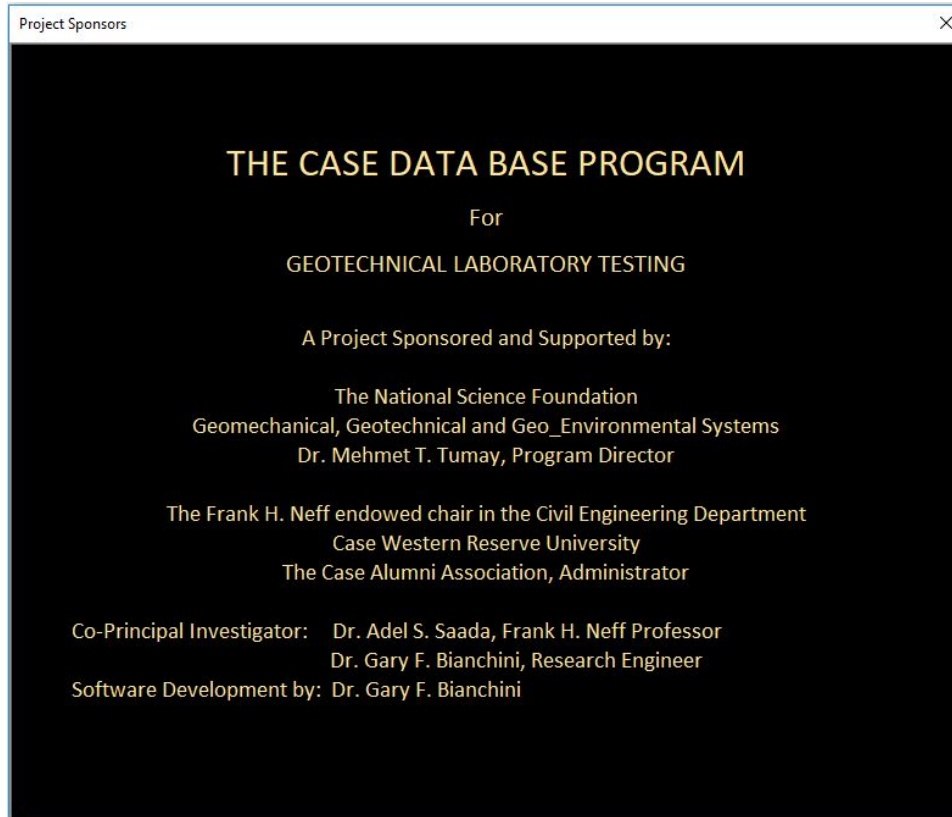 Project Sponsors
THE CASE DATA BASE PROGRAM
For
GEOTECHNICAL LABORATORY TESTING
A Project Sponsored and Supported by:
The National Science Foundation
Geomechanical, Geotechnical and Geo_Environmental Systems
Dr. Mehmet T. Tumay, Program Director
The Frank H. Neff endowed chair in the Civil Engineering Department
Case Western Reserve University
The Case Alumni Association, Administrator
Co-Principal Investigator: Dr. Adel S. Saada, Frank H. Neff Professor
Dr. Gary F. Bianchini, Research Engineer
Software Development by: Dr. Gary F. Bianchini